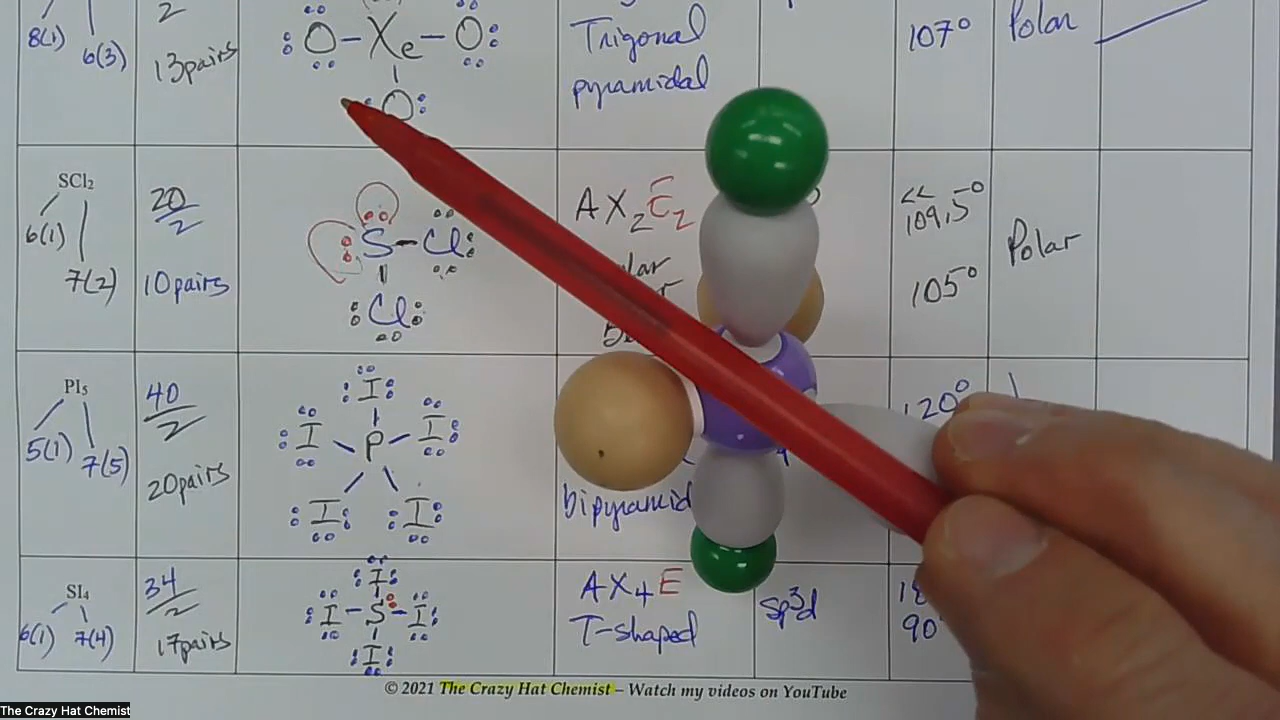 8(1) 6(3)
2
13pairs
O – Xe – O
O
Trigonal
pyramidal
107°
Polar
SCl2
6(1)
7(2)
20
2
10pairs
S – Cl
Cl
AX2E2
<<
109.5°
105°
Polar
PI5
5(1) 7(5)
40
2
20pairs
I
I P I
I I
bipyramid
120°
SI4
6(1) 7(4)
34
2
17pairs
I
I – S – I
I
AX4E
T-shaped
sp3d
90
© 2021 The Crazy Hat Chemist – Watch my videos on YouTube
The Crazy Hat Chemist